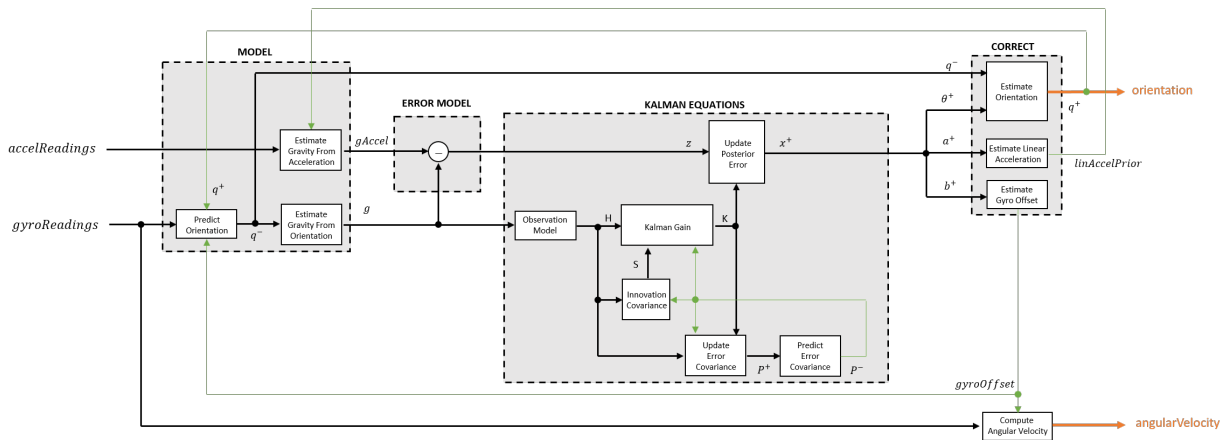 MODEL
CORRECT
ERROR MODEL
KALMAN EQUATIONS
q⁻
Estimate
Orientation
orientation
q⁺
θ⁺
accelReadings
Estimate
Gravity From
Acceleration
gAccel
−
z
Update
Posterior
Error
x⁺
a⁺
Estimate Linear
Acceleration
linAccelPrior
q⁺
b⁺
Estimate
Gyro Offset
gyroReadings
Predict
Orientation
q⁻
Estimate
Gravity From
Orientation
g
Observation
Model
H
Kalman Gain
K
S
Innovation
Covariance
Update
Error
Covariance
P⁺
Predict
Error
Covariance
P⁻
gyroOffset
Compute
Angular Velocity
angularVelocity